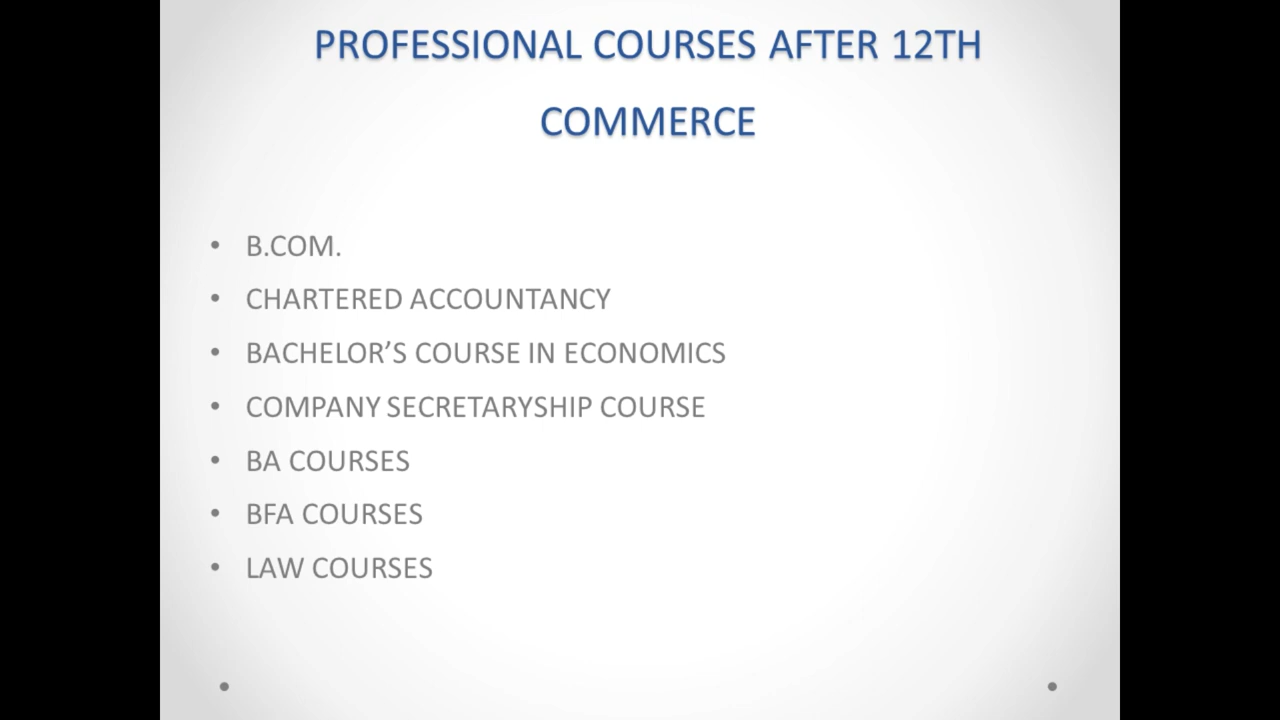 PROFESSIONAL COURSES AFTER 12TH
COMMERCE
• B.COM.
• CHARTERED ACCOUNTANCY
• BACHELOR’S COURSE IN ECONOMICS
• COMPANY SECRETARYSHIP COURSE
• BA COURSES
• BFA COURSES
• LAW COURSES